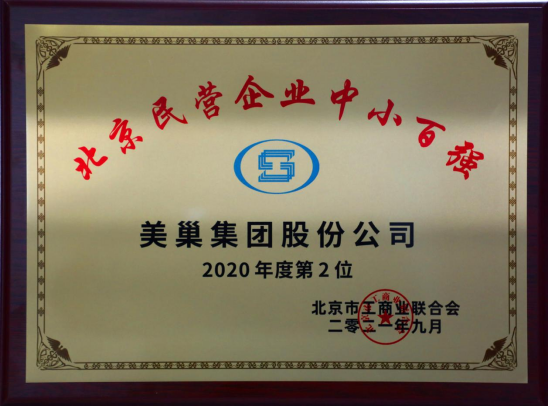 北京民营企业中小百强
美巢集团股份公司
2020年度第2位
北京市工商业联合会
二零二一年九月